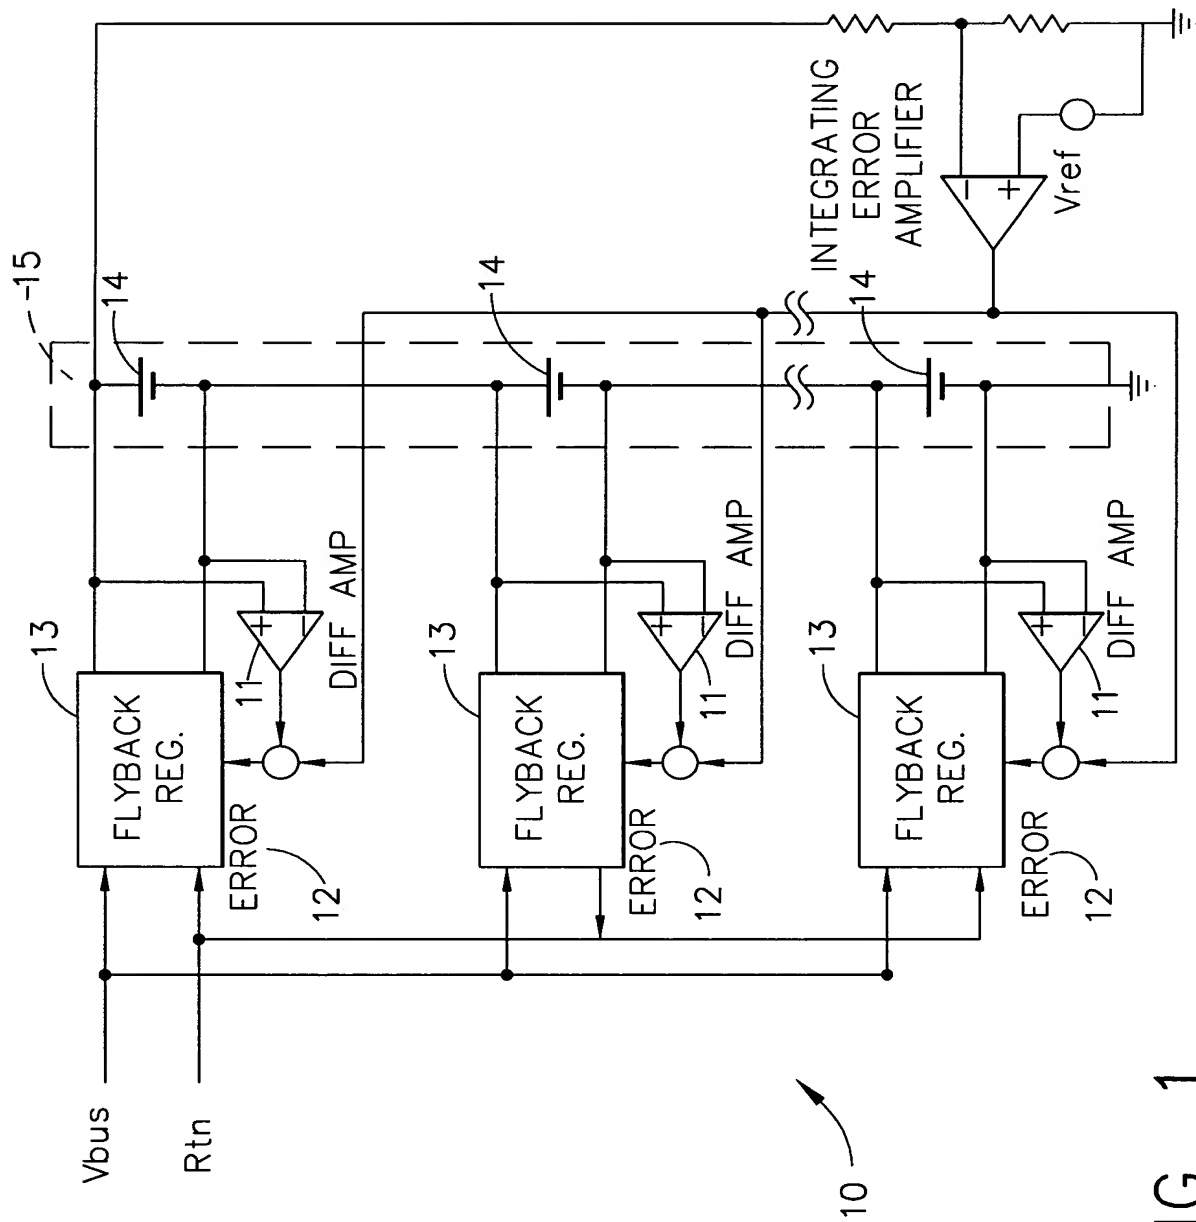 -15
14
14
14
INTEGRATING
ERROR
AMPLIFIER
Vref
13
FLYBACK
REG.
11
DIFF AMP
ERROR
12
13
FLYBACK
REG.
11
DIFF AMP
ERROR
12
13
FLYBACK
REG.
11
DIFF AMP
ERROR
12
Vbus
Rtn
10
+
−
+
−
+
−
−
+
1